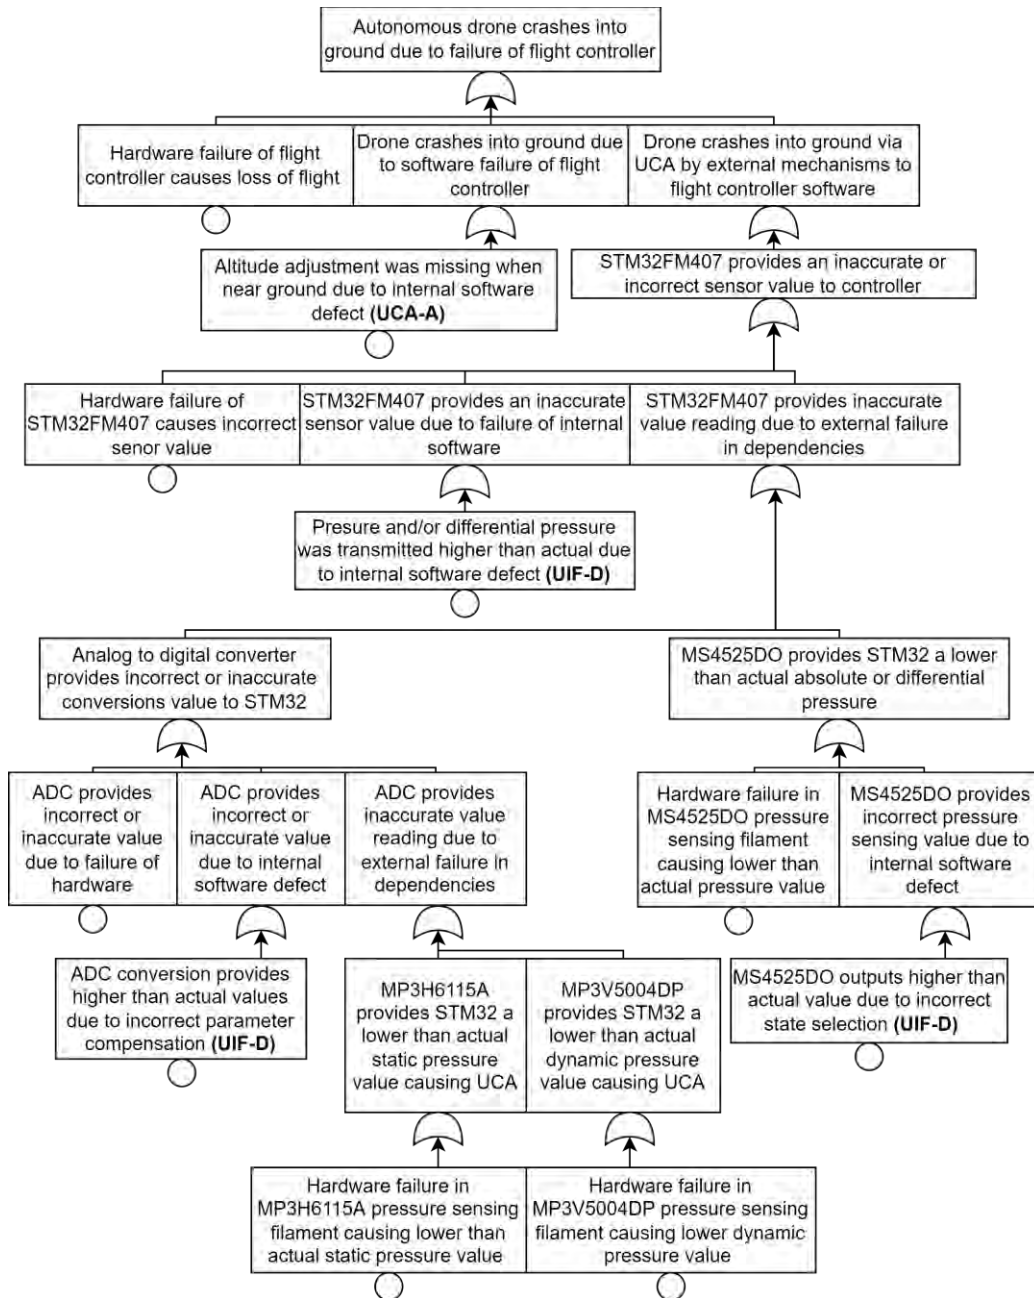 Autonomous drone crashes into
ground due to failure of flight controller
Hardware failure of flight
controller causes loss of flight
Drone crashes into ground due
to software failure of flight
controller
Drone crashes into ground via
UCA by external mechanisms to
flight controller software
Altitude adjustment was missing when
near ground due to internal software
defect (UCA-A)
STM32FM407 provides an inaccurate or
incorrect sensor value to controller
Hardware failure of
STM32FM407 causes incorrect
senor value
STM32FM407 provides an inaccurate
sensor value due to failure of internal
software
STM32FM407 provides inaccurate
value reading due to external failure
in dependencies
Presure and/or differential pressure
was transmitted higher than actual due
to internal software defect (UIF-D)
Analog to digital converter
provides incorrect or inaccurate
conversions value to STM32
MS4525DO provides STM32 a lower
than actual absolute or differential
pressure
ADC provides
incorrect or
inaccurate value
due to failure of
hardware
ADC provides
incorrect or
inaccurate value
due to internal
software defect
ADC provides
inaccurate value
reading due to
external failure in
dependencies
Hardware failure in
MS4525DO pressure
sensing filament
causing lower than
actual pressure value
MS4525DO provides
incorrect pressure
sensing value due to
internal software
defect
ADC conversion provides
higher than actual values
due to incorrect parameter
compensation (UIF-D)
MP3H6115A
provides STM32 a
lower than actual
static pressure
value causing UCA
MP3V5004DP
provides STM32 a
lower than actual
dynamic pressure
value causing UCA
MS4525DO outputs higher than
actual value due to incorrect
state selection (UIF-D)
Hardware failure in
MP3H6115A pressure sensing
filament causing lower than
actual static pressure value
Hardware failure in
MP3V5004DP pressure sensing
filament causing lower dynamic
pressure value